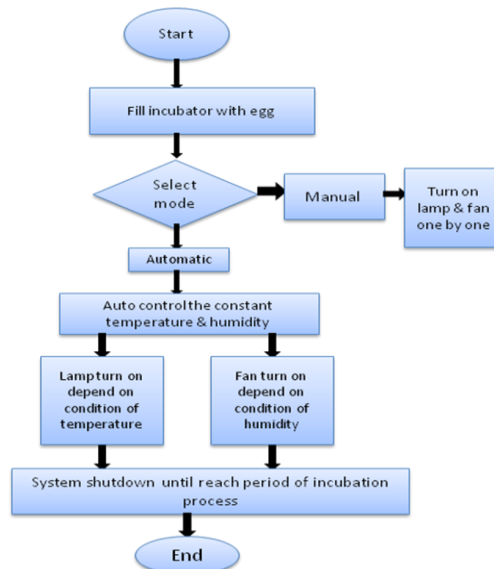 Start
Fill incubator with egg
Select
mode
Manual
Turn on
lamp & fan
one by one
Automatic
Auto control the constant
temperature & humidity
Lamp turn on
depend on
condition of
temperature
Fan turn on
depend on
condition of
humidity
System shutdown until reach period of incubation
process
End